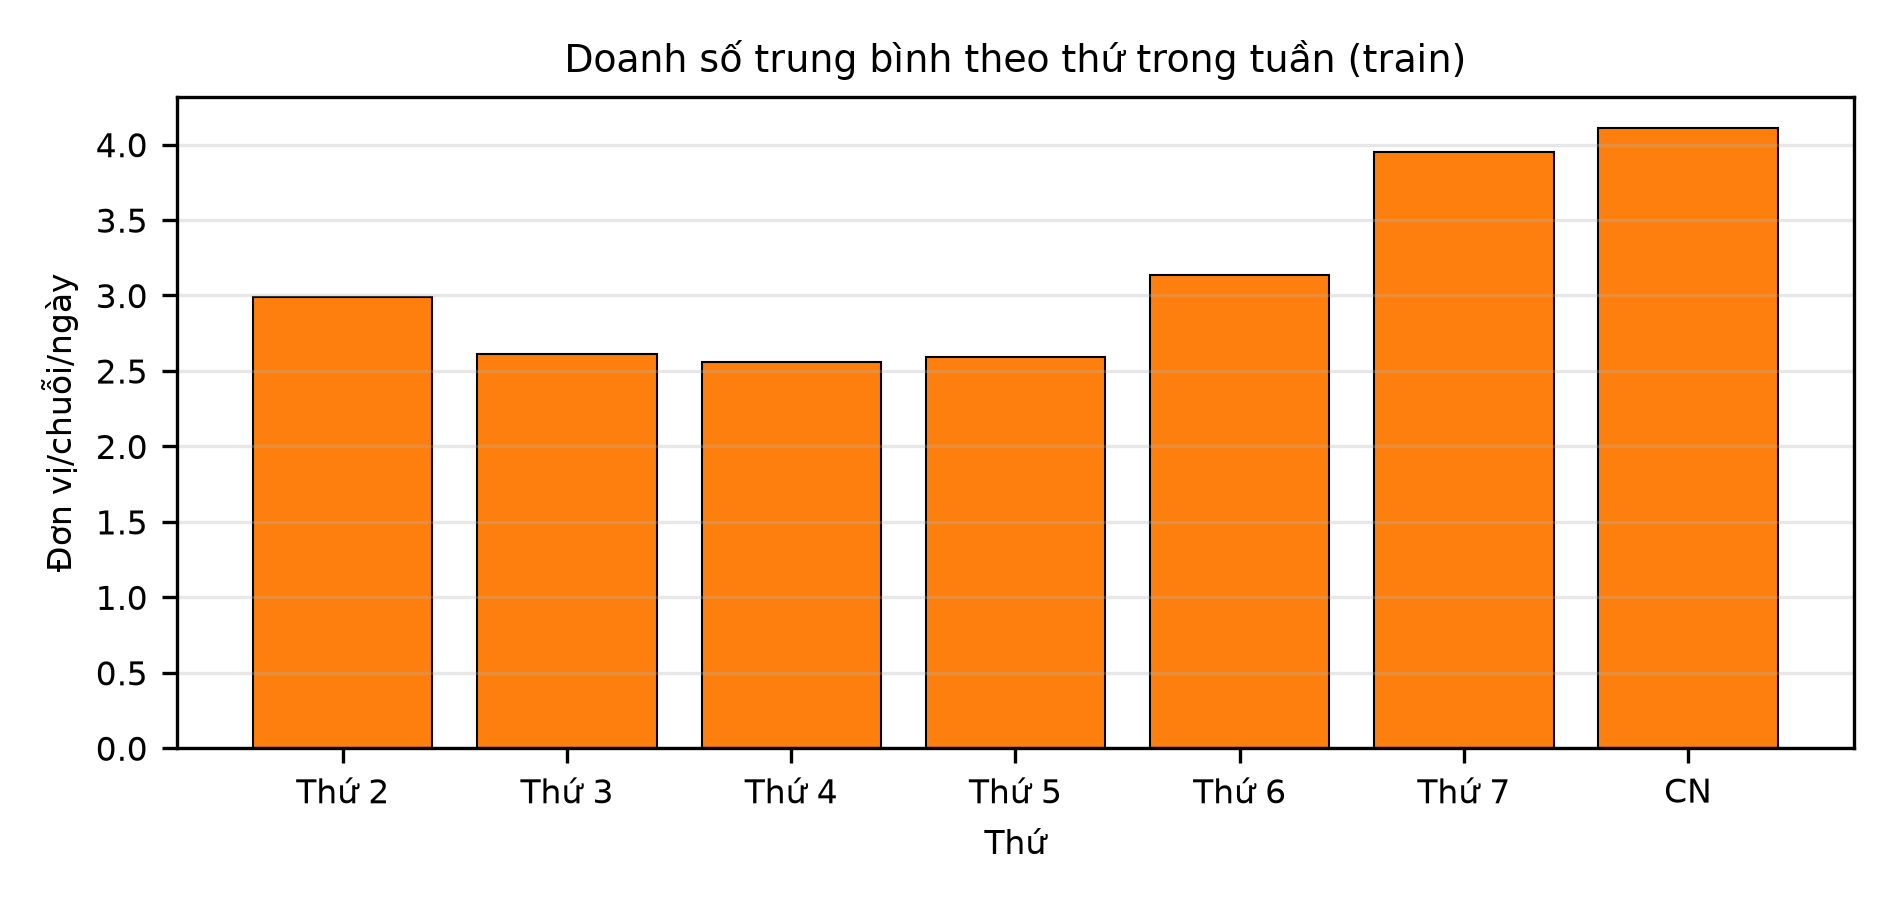 Doanh số trung bình theo thứ trong tuần (train)
Đơn vị/chuỗi/ngày
4.0
3.5
3.0
2.5
2.0
1.5
1.0
0.5
0.0
Thứ 2 Thứ 3 Thứ 4 Thứ 5 Thứ 6 Thứ 7 CN
Thứ